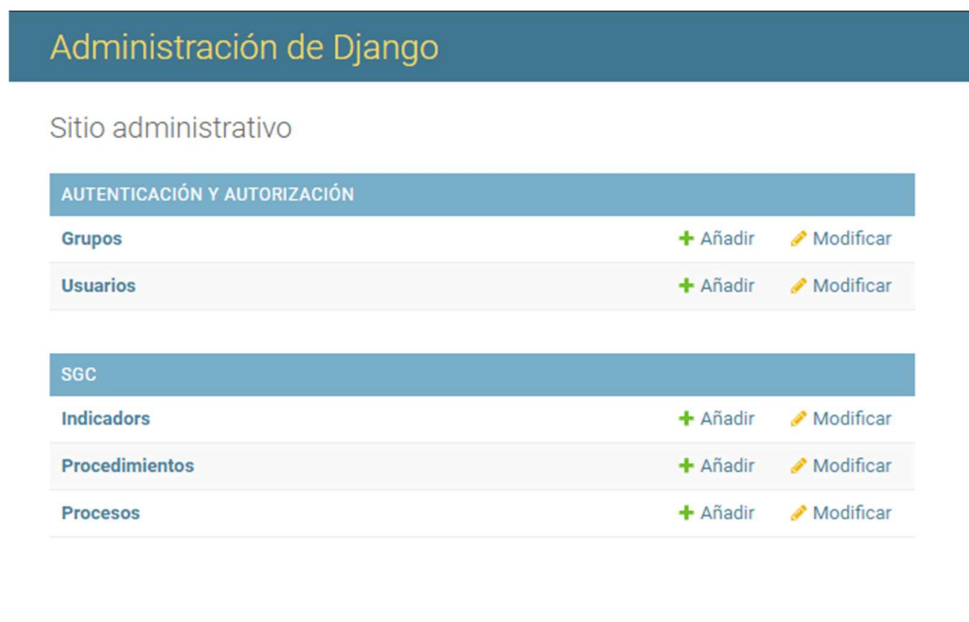 Administración de Django
Sitio administrativo
AUTENTICACIÓN Y AUTORIZACIÓN
Grupos Añadir Modificar
Usuarios Añadir Modificar
SGC
Indicadors Añadir Modificar
Procedimientos Añadir Modificar
Procesos Añadir Modificar